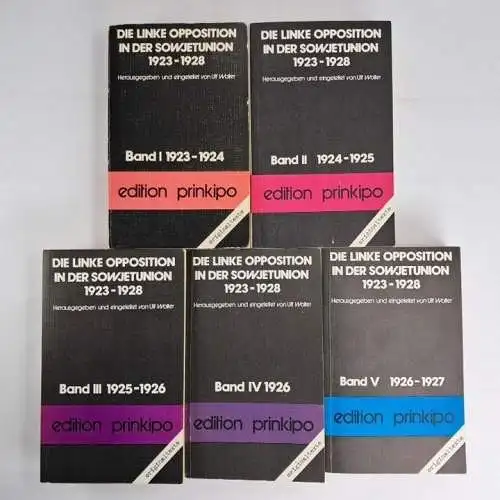 DIE LINKE OPPOSITION
IN DER SOWJETUNION
1923-1928
Herausgegeben und eingeleitet von Ulf Wolter
Band I 1923-1924
edition prinkipo
originaltexte
DIE LINKE OPPOSITION
IN DER SOWJETUNION
1923-1928
Herausgegeben und eingeleitet von Ulf Wolter
Band II 1924-1925
edition prinkipo
originaltexte
DIE LINKE OPPOSITION
IN DER SOWJETUNION
1923-1928
Herausgegeben und eingeleitet von Ulf Wolter
Band III 1925-1926
edition prinkipo
originaltexte
DIE LINKE OPPOSITION
IN DER SOWJETUNION
1923-1928
Herausgegeben und eingeleitet von Ulf Wolter
Band IV 1926
edition prinkipo
originaltexte
DIE LINKE OPPOSITION
IN DER SOWJETUNION
1923-1928
Herausgegeben und eingeleitet von Ulf Wolter
Band V 1926-1927
edition prinkipo
originaltexte